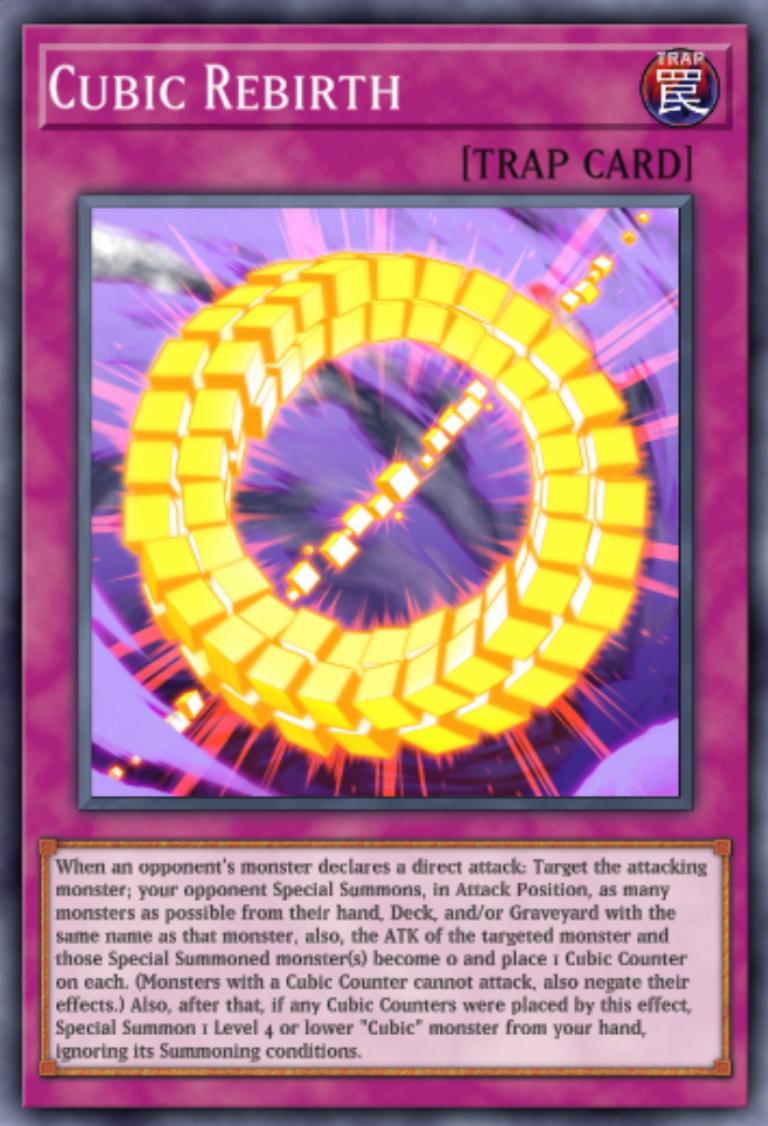 CUBIC REBIRTH
TRAP
罠
[TRAP CARD]
When an opponent's monster declares a direct attack: Target the attacking
monster; your opponent Special Summons, in Attack Position, as many
monsters as possible from their hand, Deck, and/or Graveyard with the
same name as that monster, also, the ATK of the targeted monster and
those Special Summoned monster(s) become 0 and place 1 Cubic Counter
on each. (Monsters with a Cubic Counter cannot attack, also negate their
effects.) Also, after that, if any Cubic Counters were placed by this effect,
Special Summon 1 Level 4 or lower "Cubic" monster from your hand,
ignoring its Summoning conditions.